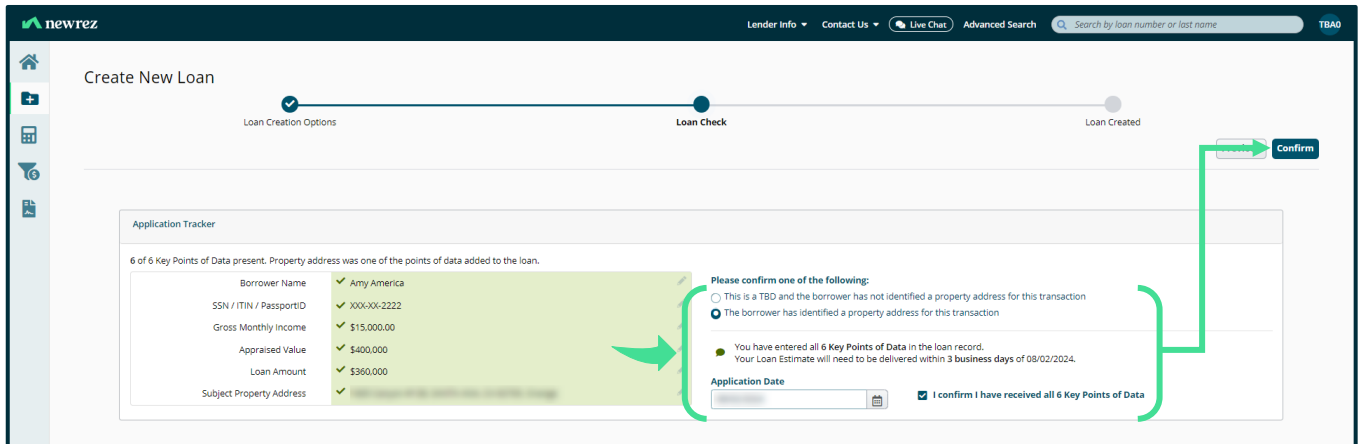 newrez
Lender Info Contact Us Live Chat Advanced Search Search by loan number or last name TBA0
Create New Loan
Loan Creation Options Loan Check Loan Created
Confirm
Application Tracker
6 of 6 Key Points of Data present. Property address was one of the points of data added to the loan.
Borrower Name Amy America
SSN / ITIN / PassportID XXX-XX-2222
Gross Monthly Income $15,000.00
Appraised Value $400,000
Loan Amount $360,000
Subject Property Address
Please confirm one of the following:
This is a TBD and the borrower has not identified a property address for this transaction
The borrower has identified a property address for this transaction
You have entered all 6 Key Points of Data in the loan record.
Your Loan Estimate will need to be delivered within 3 business days of 08/02/2024.
Application Date
I confirm I have received all 6 Key Points of Data